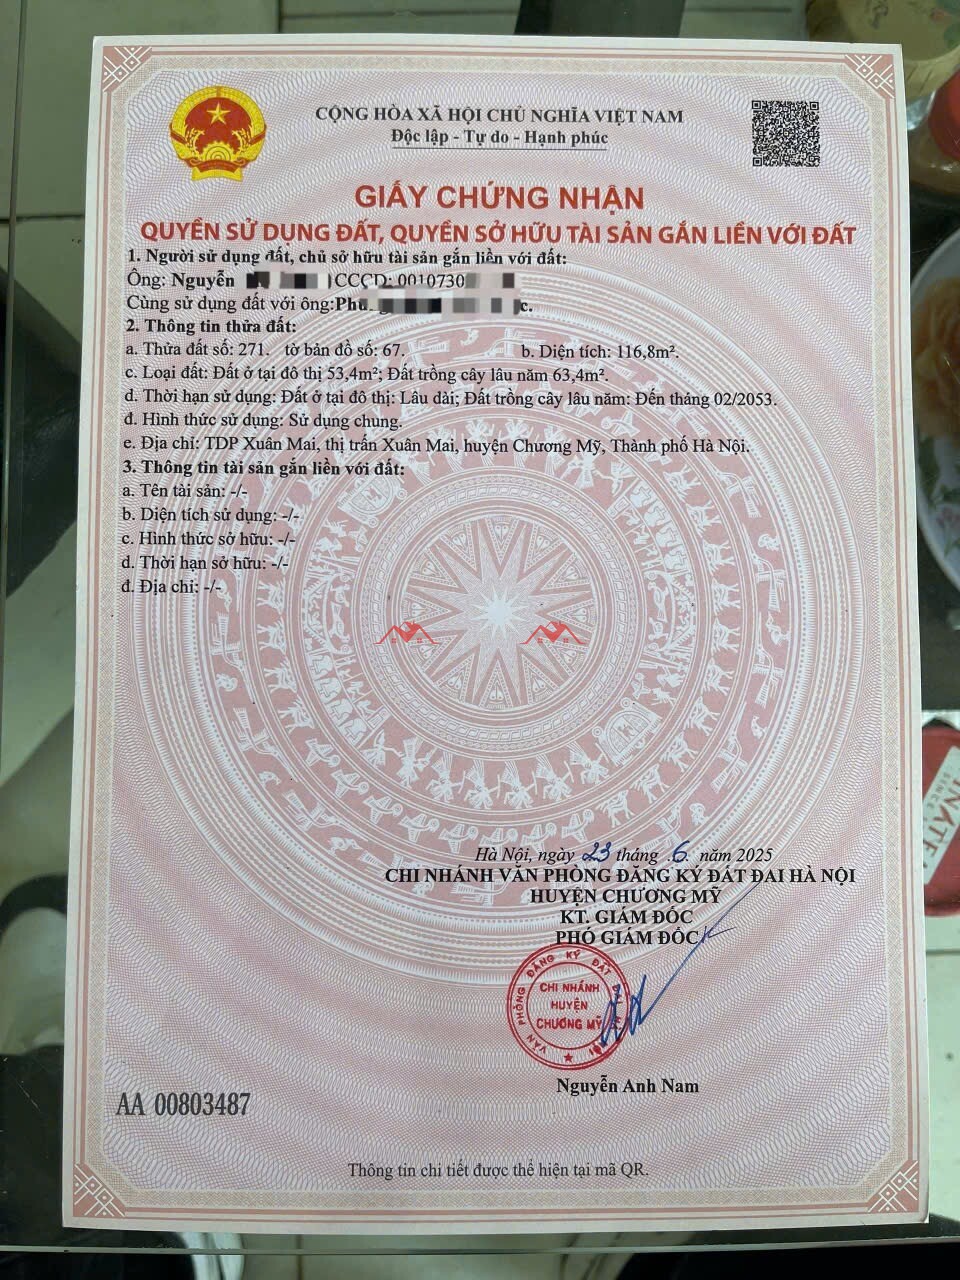 CỘNG HÒA XÃ HỘI CHỦ NGHĨA VIỆT NAM
Độc lập - Tự do - Hạnh phúc
GIẤY CHỨNG NHẬN
QUYỀN SỬ DỤNG ĐẤT, QUYỀN SỞ HỮU TÀI SẢN GẮN LIỀN VỚI ĐẤT
1. Người sử dụng đất, chủ sở hữu tài sản gắn liền với đất:
Ông: Nguyễn CCCD: 0010730
Cùng sử dụng đất với ông:
2. Thông tin thửa đất:
a. Thửa đất số: 271. tờ bản đồ số: 67. b. Diện tích: 116,8m².
c. Loại đất: Đất ở tại đô thị 53,4m²; Đất trồng cây lâu năm 63,4m².
d. Thời hạn sử dụng: Đất ở tại đô thị: Lâu dài; Đất trồng cây lâu năm: Đến tháng 02/2053.
đ. Hình thức sử dụng: Sử dụng chung.
e. Địa chỉ: TDP Xuân Mai, thị trấn Xuân Mai, huyện Chương Mỹ, Thành phố Hà Nội.
3. Thông tin tài sản gắn liền với đất:
a. Tên tài sản: -/-
b. Diện tích sử dụng: -/-
c. Hình thức sở hữu: -/-
d. Thời hạn sở hữu: -/-
đ. Địa chỉ: -/-
Hà Nội, ngày 23 tháng 6 năm 2025
CHI NHÁNH VĂN PHÒNG ĐĂNG KÝ ĐẤT ĐAI HÀ NỘI
HUYỆN CHƯƠNG MỸ
KT. GIÁM ĐỐC
PHÓ GIÁM ĐỐC
VĂN PHÒNG ĐĂNG KÝ ĐẤT ĐAI HÀ NỘI
CHI NHÁNH
HUYỆN
CHƯƠNG MỸ
Nguyễn Anh Nam
AA 00803487
Thông tin chi tiết được thể hiện tại mã QR.